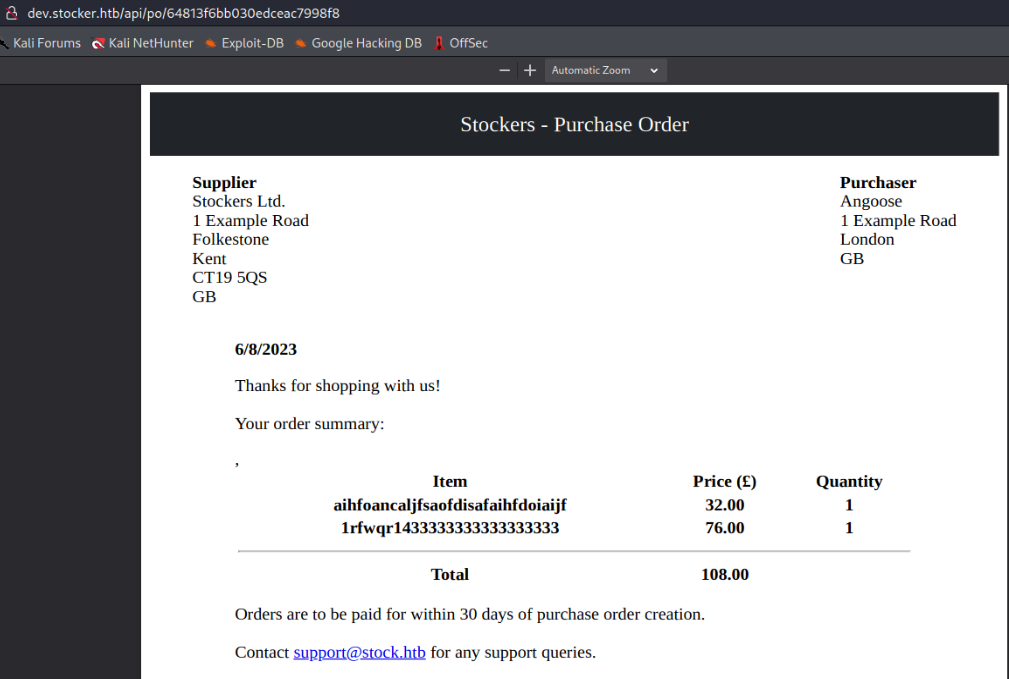 dev.stocker.htb/api/po/64813f6bb030edceac7998f8
Kali Forums Kali NetHunter Exploit-DB Google Hacking DB OffSec
Automatic Zoom
Stockers - Purchase Order
Supplier
Stockers Ltd.
1 Example Road
Folkestone
Kent
CT19 5QS
GB
Purchaser
Angoose
1 Example Road
London
GB
6/8/2023
Thanks for shopping with us!
Your order summary:
,
Item Price (£) Quantity
aihfoancaljfsaofdisafaihfdoiaijf 32.00 1
1rfwqr1433333333333333333 76.00 1
Total 108.00
Orders are to be paid for within 30 days of purchase order creation.
Contact support@stock.htb for any support queries.